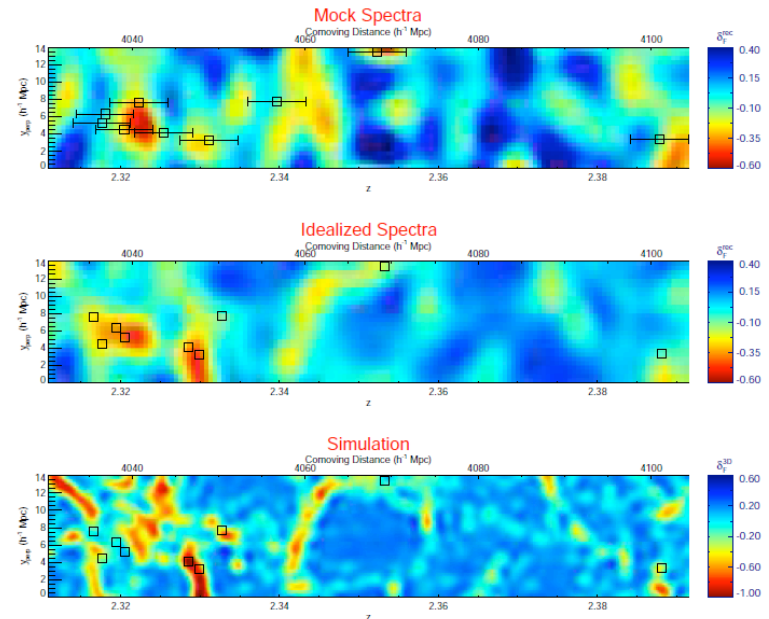 Mock Spectra
Comoving Distance (h⁻¹ Mpc)
4040 4060 4080 4100
δ_F^rec
14
12
10
8
6
4
2
0
y_perp (h⁻¹ Mpc)
0.40
0.15
-0.10
-0.35
-0.60
2.32 2.34 2.36 2.38
z
Idealized Spectra
Comoving Distance (h⁻¹ Mpc)
4040 4060 4080 4100
δ_F^rec
14
12
10
8
6
4
2
0
y_perp (h⁻¹ Mpc)
0.40
0.15
-0.10
-0.35
-0.60
2.32 2.34 2.36 2.38
z
Simulation
Comoving Distance (h⁻¹ Mpc)
4040 4060 4080 4100
δ_F^3D
14
12
10
8
6
4
2
0
y_perp (h⁻¹ Mpc)
0.60
0.20
-0.20
-0.60
-1.00
2.32 2.34 2.36 2.38
z